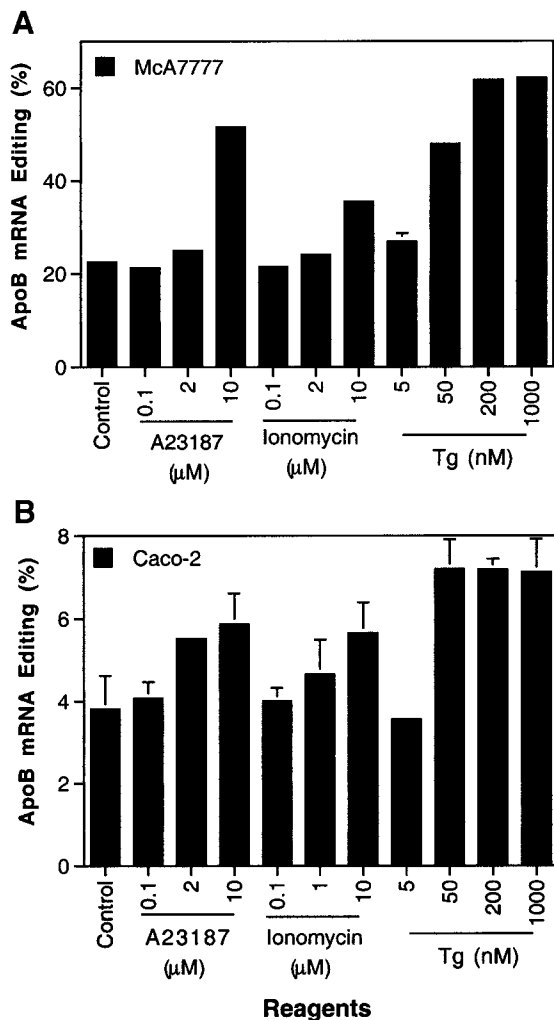 A
ApoB mRNA Editing (%)
60
40
20
0
McA7777
Control
0.1
2
10
0.1
2
10
5
50
200
1000
A23187
(μM)
Ionomycin
(μM)
Tg (nM)
B
ApoB mRNA Editing (%)
8
6
4
2
0
Caco-2
Control
0.1
2
10
0.1
1
10
5
50
200
1000
A23187
(μM)
Ionomycin
(μM)
Tg (nM)
Reagents